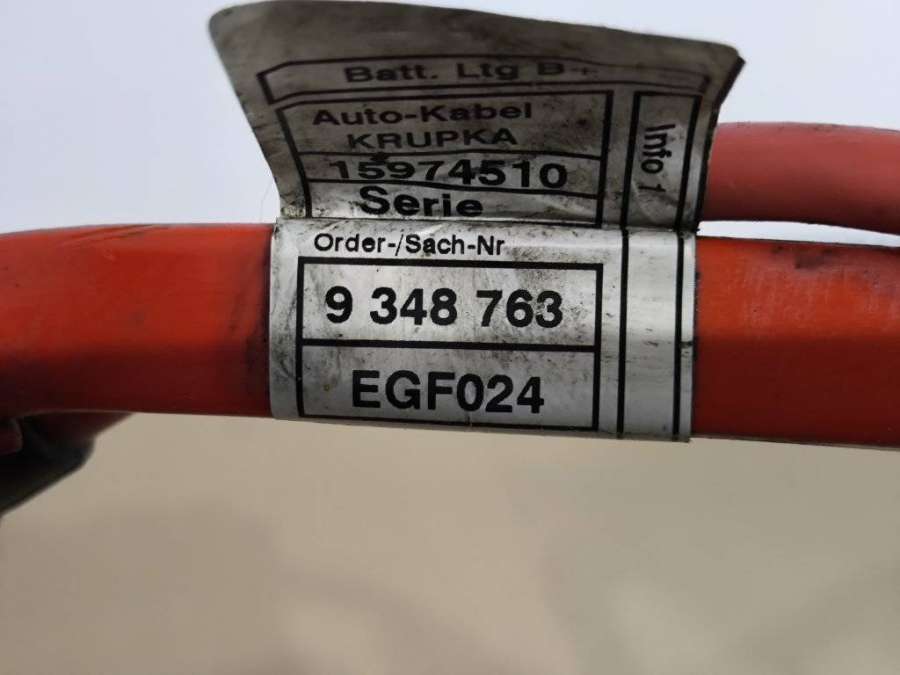 Batt. Ltg B+
Auto-Kabel
KRUPKA
15974510
Serie
Info 1
Order-/Sach-Nr
9 348 763
EGF024